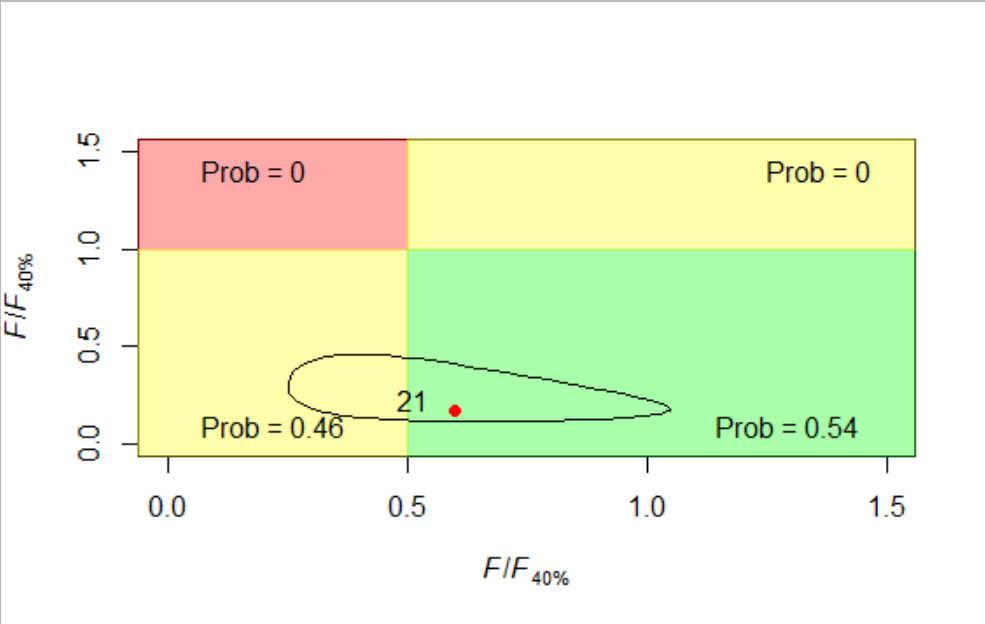 Prob = 0
Prob = 0
Prob = 0.46
Prob = 0.54
21
1.5
1.0
0.5
0.0
F/F40%
0.0 0.5 1.0 1.5
F/F40%